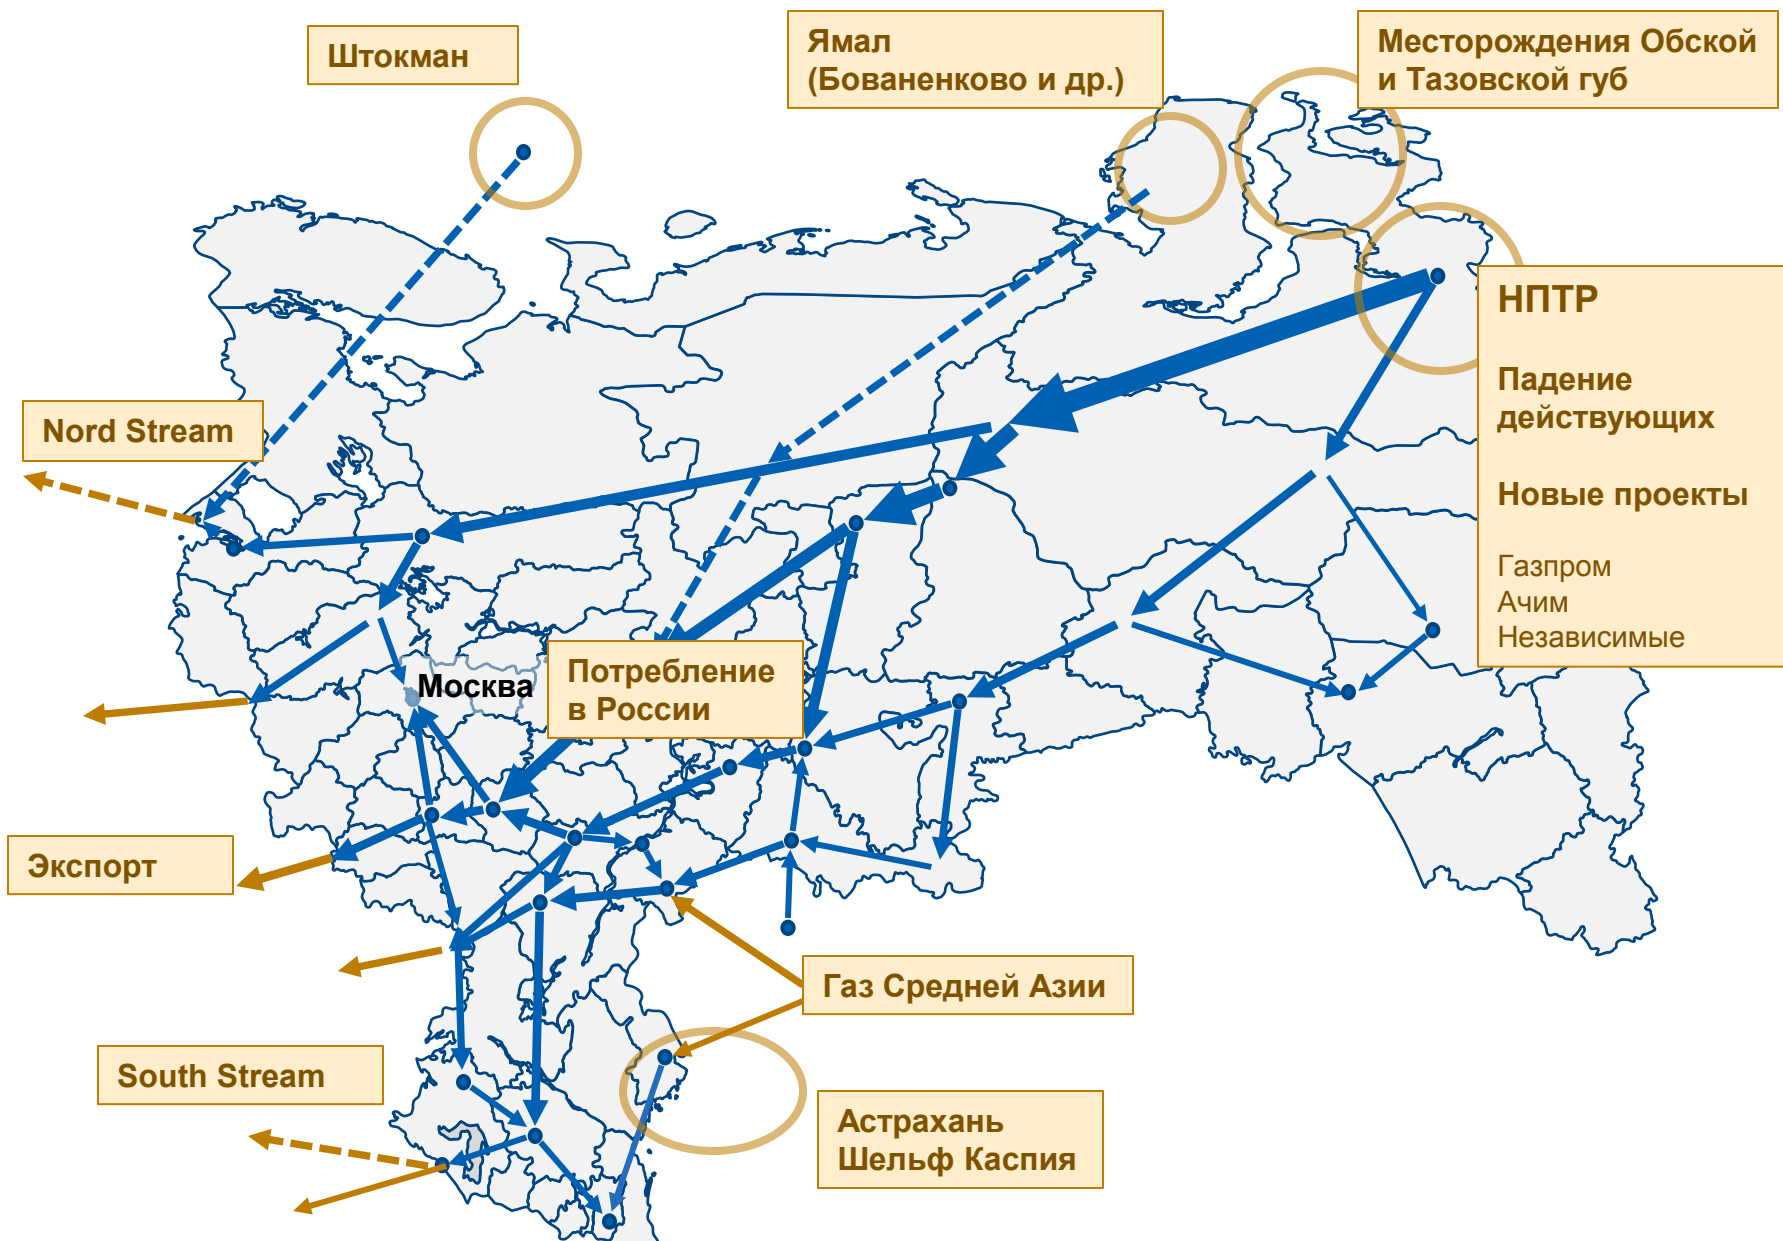 Штокман
Ямал
(Бованенково и др.)
Месторождения Обской
и Тазовской губ
НПТР
Падение
действующих
Новые проекты
Газпром
Ачим
Независимые
Nord Stream
Москва
Потребление
в России
Экспорт
Газ Средней Азии
South Stream
Астрахань
Шельф Каспия